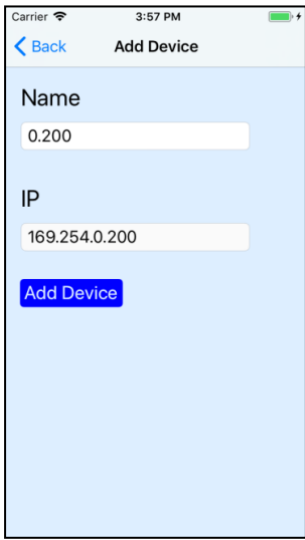 Carrier 3:57 PM
Back Add Device
Name
0.200
IP
169.254.0.200
Add Device